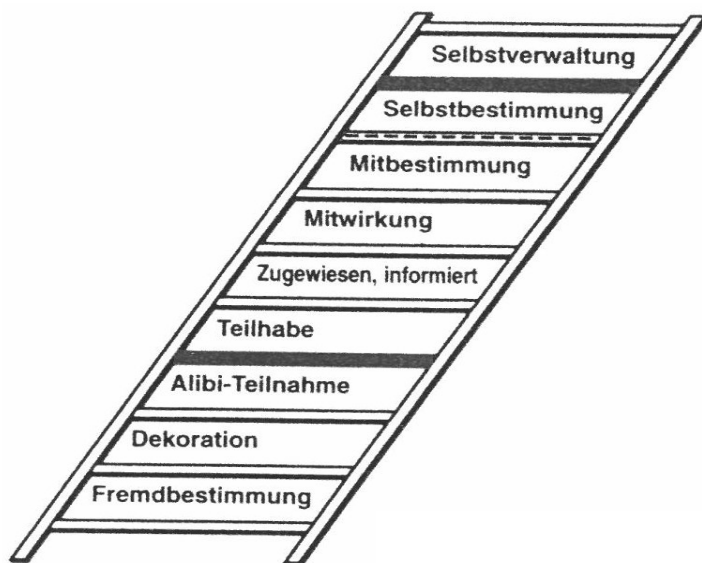 Selbstverwaltung
Selbstbestimmung
Mitbestimmung
Mitwirkung
Zugewiesen, informiert
Teilhabe
Alibi-Teilnahme
Dekoration
Fremdbestimmung